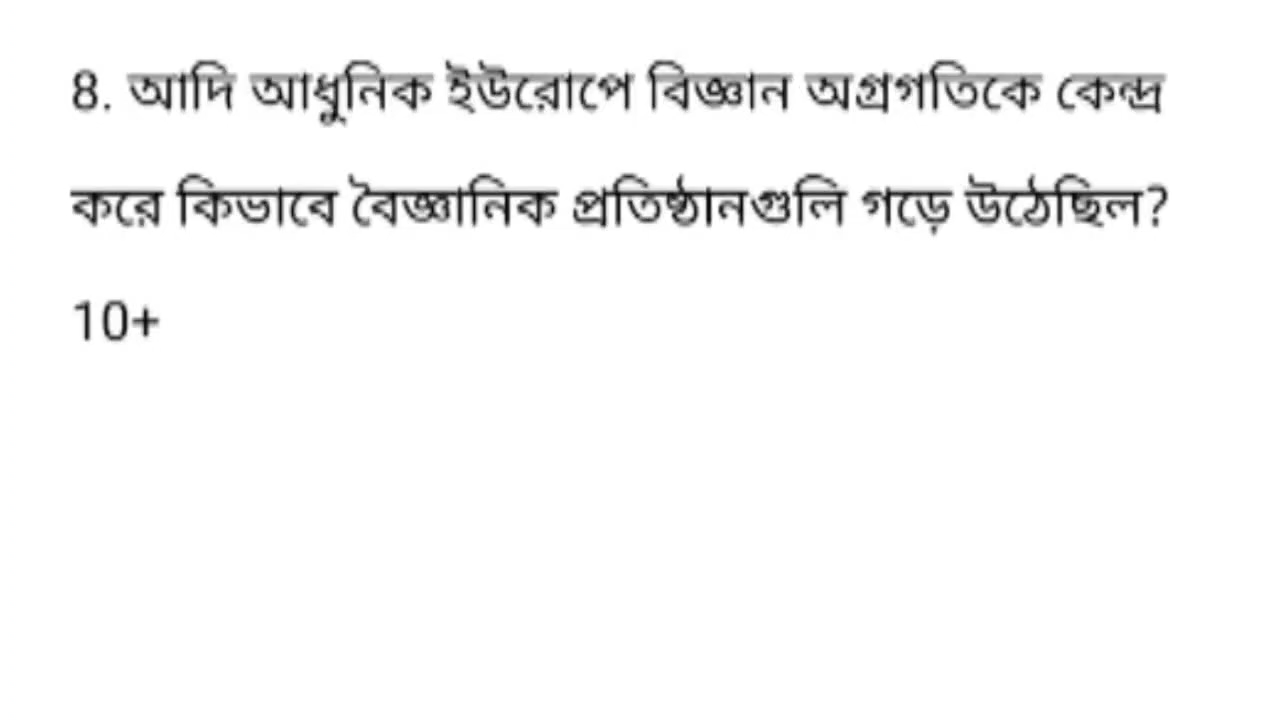 8. আদি আধুনিক ইউরোপে বিজ্ঞান অগ্রগতিকে কেন্দ্র
করে কিভাবে বৈজ্ঞানিক প্রতিষ্ঠানগুলি গড়ে উঠেছিল?
10+